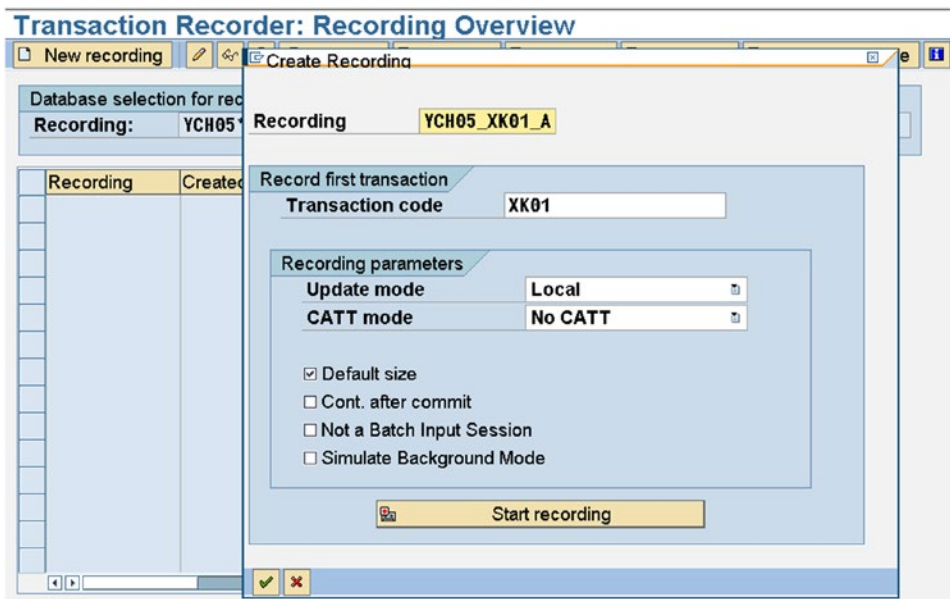 Transaction Recorder: Recording Overview
New recording
Create Recording
Database selection for rec
Recording: YCH05*
Recording YCH05_XK01_A
Recording Created
Record first transaction
Transaction code XK01
Recording parameters
Update mode Local
CATT mode No CATT
Default size
Cont. after commit
Not a Batch Input Session
Simulate Background Mode
Start recording